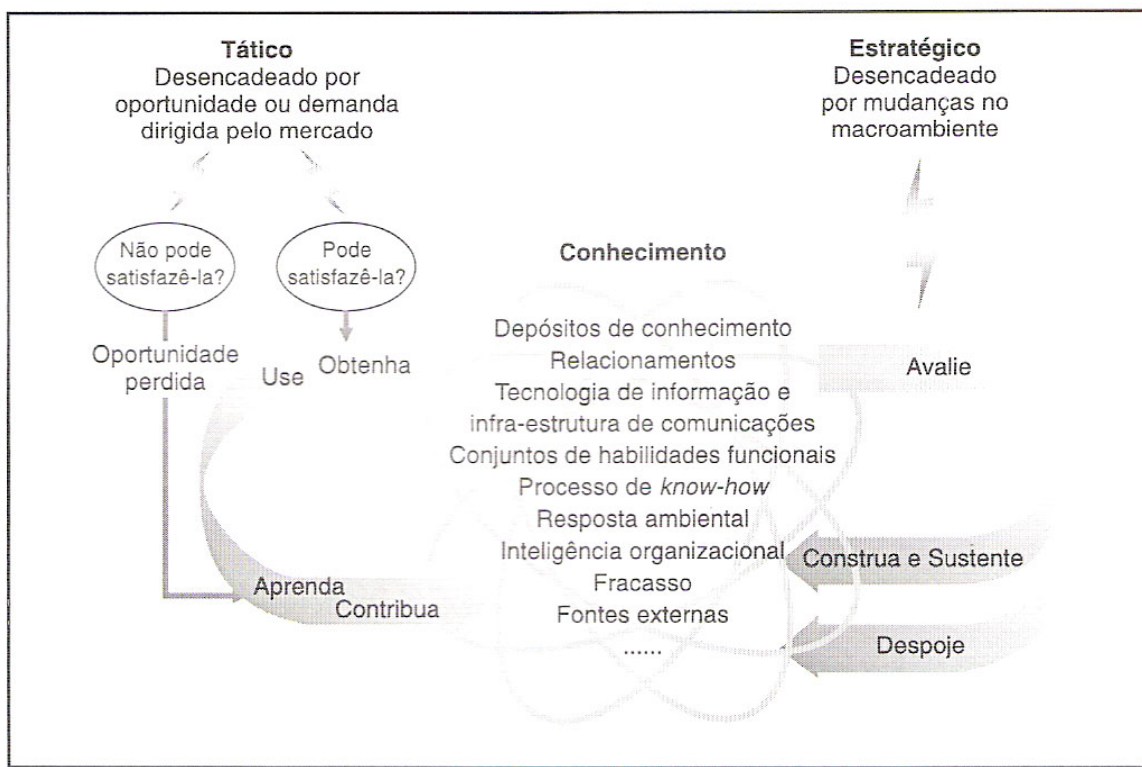 Tático
Desencadeado por
oportunidade ou demanda
dirigida pelo mercado
Estratégico
Desencadeado
por mudanças no
macroambiente
Não pode
satisfazê-la?
Pode
satisfazê-la?
Oportunidade
perdida
Use
Obtenha
Aprenda
Contribua
Conhecimento
Depósitos de conhecimento
Relacionamentos
Tecnologia de informação e
infra-estrutura de comunicações
Conjuntos de habilidades funcionais
Processo de know-how
Resposta ambiental
Inteligência organizacional
Fracasso
Fontes externas
......
Avalie
Construa e Sustente
Despoje